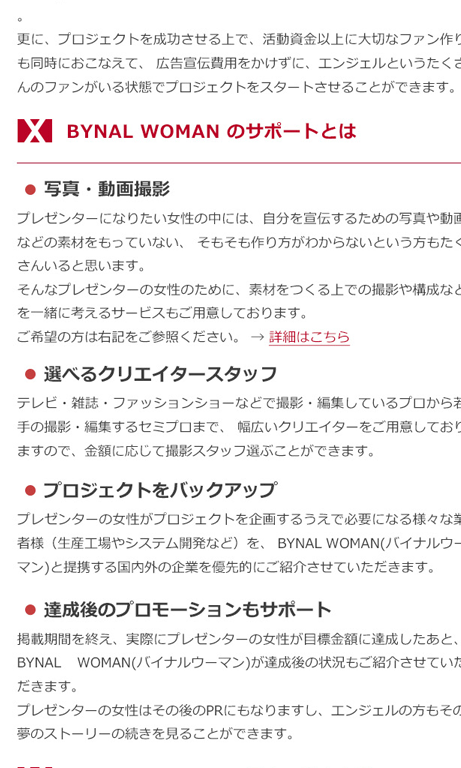 。
更に、プロジェクトを成功させる上で、活動資金以上に大切なファン作り
も同時におこなえて、 広告宣伝費用をかけずに、エンジェルというたくさ
んのファンがいる状態でプロジェクトをスタートさせることができます。
BYNAL WOMAN のサポートとは
● 写真・動画撮影
プレゼンターになりたい女性の中には、自分を宣伝するための写真や動画
などの素材をもっていない、 そもそも作り方がわからないという方もたく
さんいると思います。
そんなプレゼンターの女性のために、素材をつくる上での撮影や構成など
を一緒に考えるサービスもご用意しております。
ご希望の方は右記をご参照ください。 → 詳細はこちら
● 選べるクリエイタースタッフ
テレビ・雑誌・ファッションショーなどで撮影・編集しているプロから若
手の撮影・編集するセミプロまで、 幅広いクリエイターをご用意しており
ますので、金額に応じて撮影スタッフ選ぶことができます。
● プロジェクトをバックアップ
プレゼンターの女性がプロジェクトを企画するうえで必要になる様々な業
者様（生産工場やシステム開発など）を、 BYNAL WOMAN(バイナルウー
マン)と提携する国内外の企業を優先的にご紹介させていただきます。
● 達成後のプロモーションもサポート
掲載期間を終え、実際にプレゼンターの女性が目標金額に達成したあと、
BYNAL　WOMAN(バイナルウーマン)が達成後の状況もご紹介させていた
だきます。
プレゼンターの女性はその後のPRにもなりますし、エンジェルの方もその
夢のストーリーの続きを見ることができます。